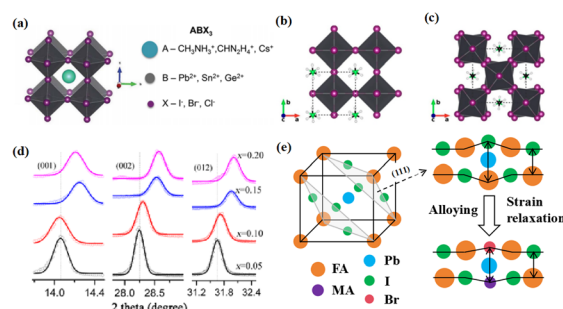 (a)
ABX₃
A – CH₃NH₃⁺,CHN₂H₄⁺, Cs⁺
B – Pb²⁺, Sn²⁺, Ge²⁺
X – I⁻, Br⁻, Cl⁻
(b)
b
c
a
(c)
b
c
a
(d)
(001)
(002)
(012)
x=0.20
x=0.15
x=0.10
x=0.05
14.0 14.4 28.0 28.5 31.2 31.8 32.4
2 theta (degree)
(e)
(111)
FA
MA
Pb
I
Br
Alloying
Strain
relaxation